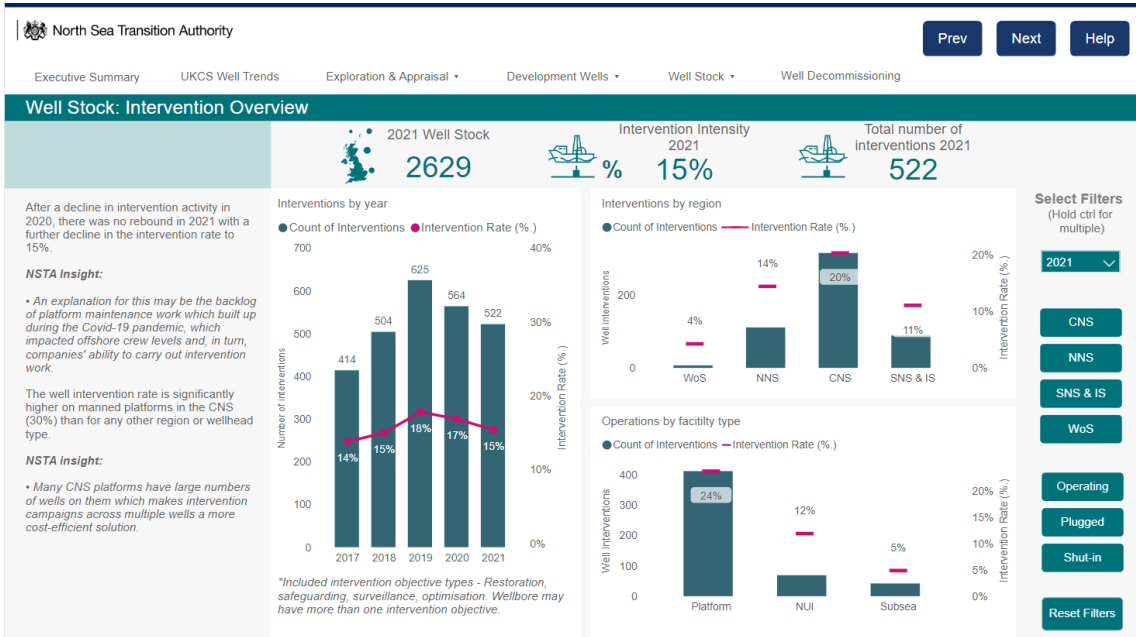 North Sea Transition Authority
Prev
Next
Help
Executive Summary
UKCS Well Trends
Exploration & Appraisal
Development Wells
Well Stock
Well Decommissioning
Well Stock: Intervention Overview
2021 Well Stock
2629
%
Intervention Intensity
2021
15%
Total number of
interventions 2021
522
After a decline in intervention activity in
2020, there was no rebound in 2021 with a
further decline in the intervention rate to
15%.
NSTA Insight:
• An explanation for this may be the backlog
of platform maintenance work which built up
during the Covid-19 pandemic, which
impacted offshore crew levels and, in turn,
companies' ability to carry out intervention
work.
The well intervention rate is significantly
higher on manned platforms in the CNS
(30%) than for any other region or wellhead
type.
NSTA insight:
• Many CNS platforms have large numbers
of wells on them which makes intervention
campaigns across multiple wells a more
cost-efficient solution.
Interventions by year
Count of Interventions Intervention Rate (%.)
700 40%
625
600
564
522
504
500
30%
414
400
20%
300
18%
17%
15%
15%
14%
200
10%
100
0 0%
Number of interventions
Intervention Rate (%.)
2017 2018 2019 2020 2021
*Included intervention objective types - Restoration,
safeguarding, surveillance, optimisation. Wellbore may
have more than one intervention objective.
Interventions by region
Count of Interventions Intervention Rate (%.)
Well interventions
200
0
4%
14%
20%
11%
20%
10%
0%
Intervention Rate (%.)
WoS NNS CNS SNS & IS
Operations by facitilty type
Count of Interventions Intervention Rate (%.)
Well Interventions
400
300
200
100
0
24%
12%
5%
20%
15%
10%
5%
0%
Intervention Rate (%.)
Platform NUI Subsea
Select Filters
(Hold ctrl for
multiple)
2021
CNS
NNS
SNS & IS
WoS
Operating
Plugged
Shut-in
Reset Filters